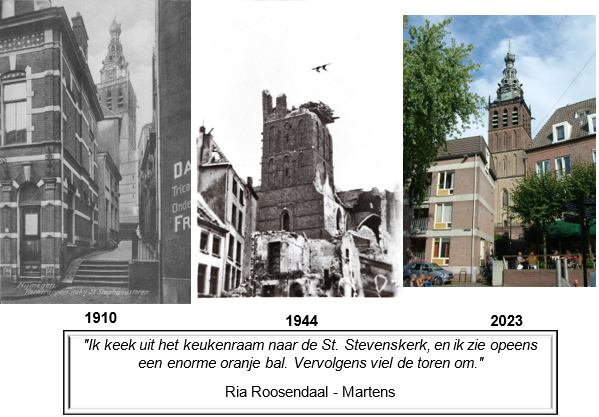 DA
Trico
Onde
FR
Nijmegen
1910
1944
2023
"Ik keek uit het keukenraam naar de St. Stevenskerk, en ik zie opeens
een enorme oranje bal. Vervolgens viel de toren om."
Ria Roosendaal - Martens